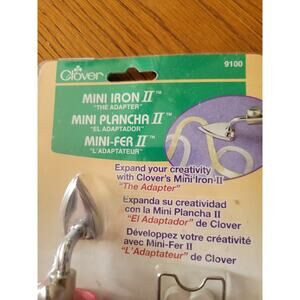 Clover
9100
MINI IRON II™
"THE ADAPTER"
MINI PLANCHA II™
"EL ADAPTADOR"
MINI-FER II™
"L'ADAPTATEUR"
Expand your creativity
with Clover's Mini Iron II
"The Adapter"
Expanda su creatividad
con la Mini Plancha II
"El Adaptador" de Clover
Développez votre créativité
avec Mini-Fer II
"L'Adaptateur" de Clover